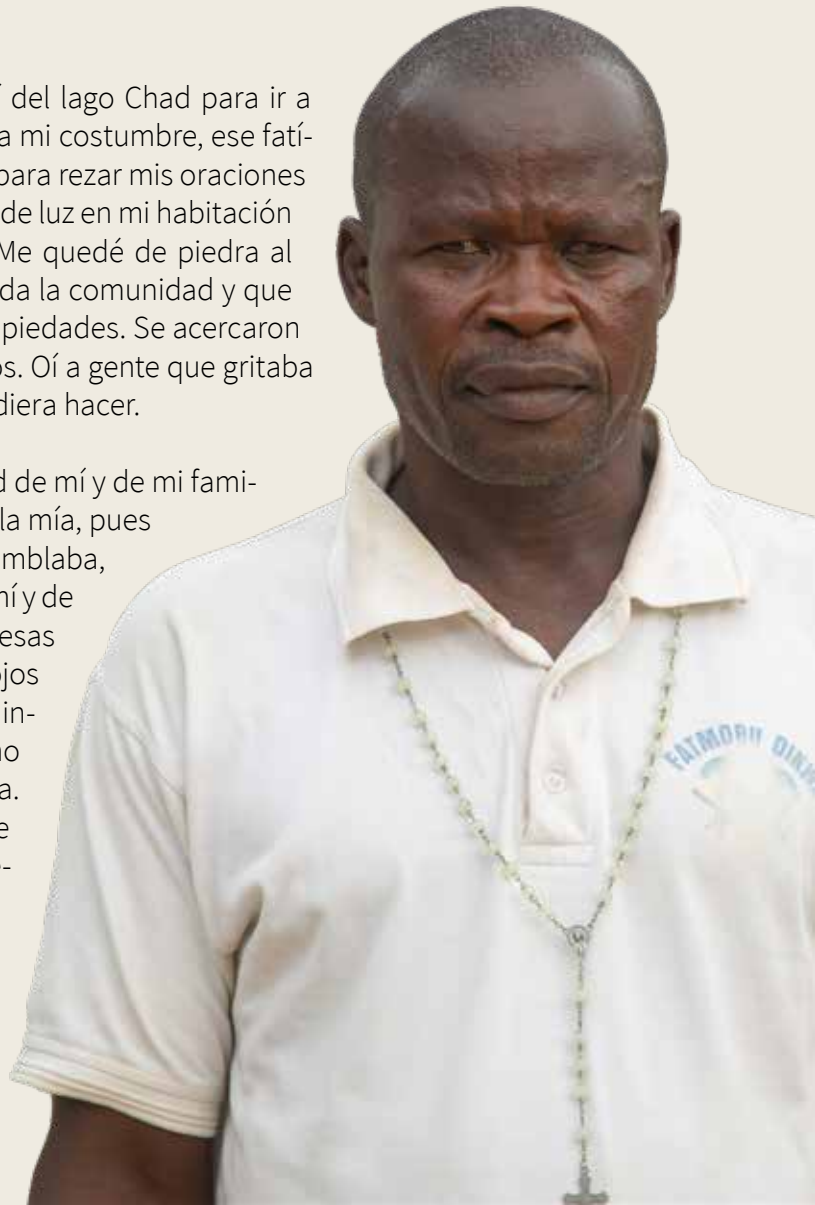 del lago Chad para ir a
a mi costumbre, ese fatí-
para rezar mis oraciones
de luz en mi habitación
Me quedé de piedra al
da la comunidad y que
piedades. Se acercaron
os. Oí a gente que gritaba
diera hacer.
d de mí y de mi fami-
la mía, pues
mblaba,
mí y de
esas
jos
in-
no
a.
e
FATMORII